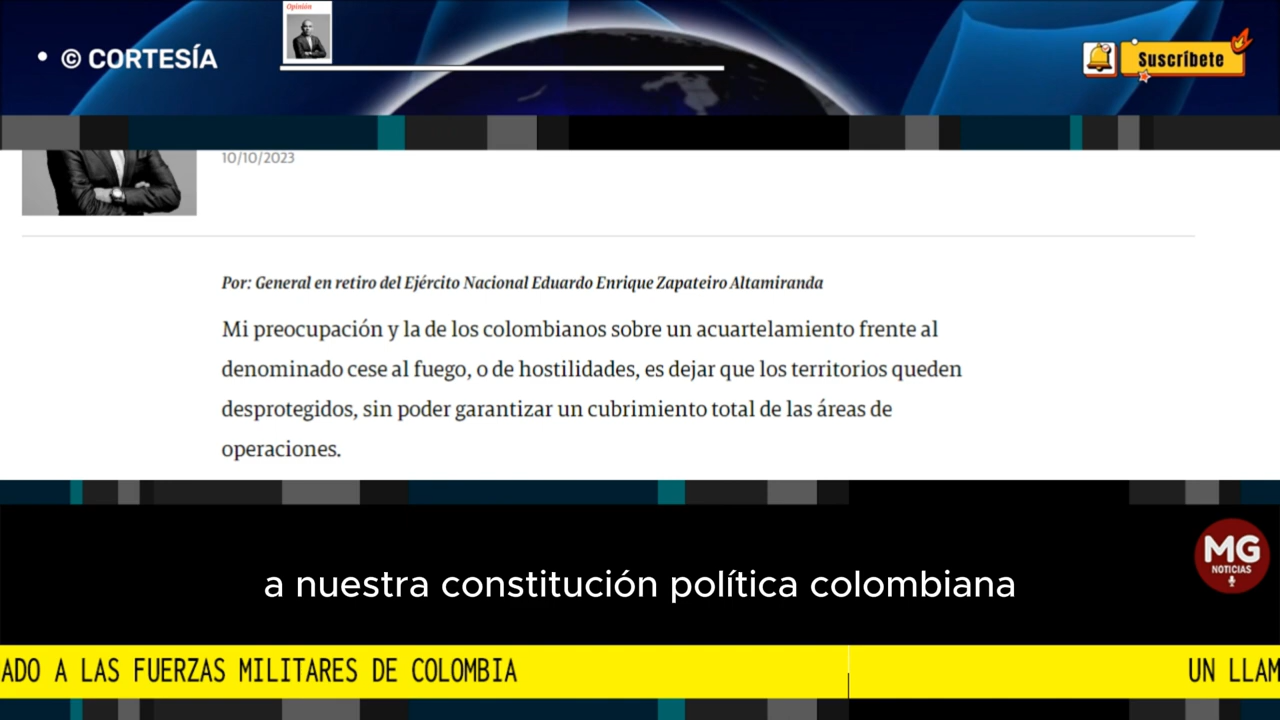 Opinión
• © CORTESÍA
Suscríbete
10/10/2023
Por: General en retiro del Ejército Nacional Eduardo Enrique Zapateiro Altamiranda
Mi preocupación y la de los colombianos sobre un acuartelamiento frente al
denominado cese al fuego, o de hostilidades, es dejar que los territorios queden
desprotegidos, sin poder garantizar un cubrimiento total de las áreas de
operaciones.
MG
NOTICIAS
a nuestra constitución política colombiana
ADO A LAS FUERZAS MILITARES DE COLOMBIA
UN LLAM